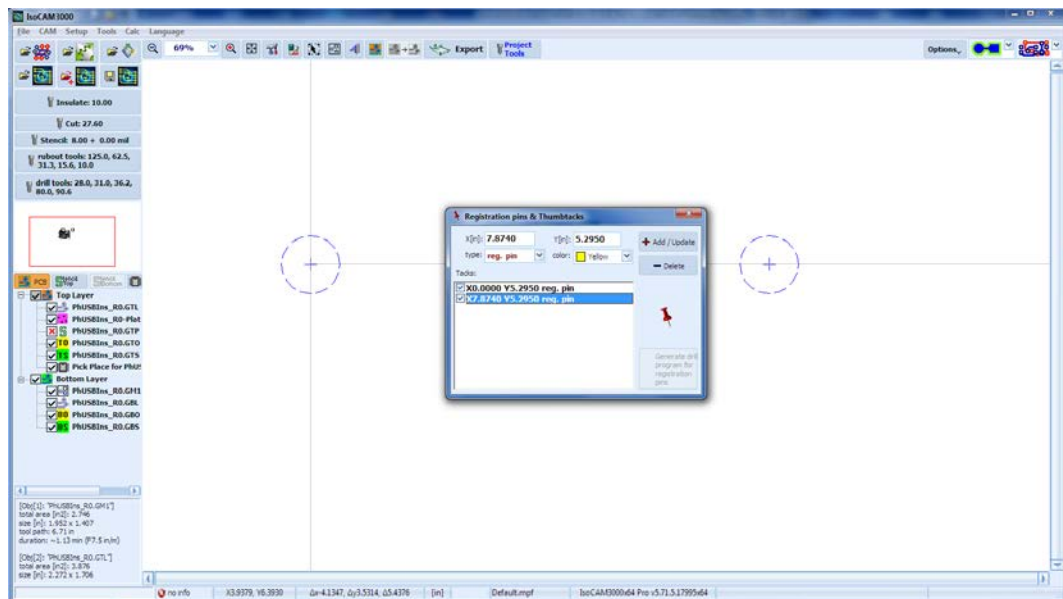 IsoCAM3000
File CAM Setup Tools Calc Language
69%
Export
Project
Tools
Options,
Insulate: 10.00
Cut: 27.60
Stencil: 8.00 + 0.00 mil
rubout tools: 125.0, 62.5,
31.3, 15.6, 10.0
drill tools: 28.0, 31.0, 36.2,
80.0, 90.6
PCB Stencil Top Stencil Bottom
Top Layer
PhUSBIns_R0.GTL
PhUSBIns_R0-Plat
PhUSBIns_R0.GTP
TO PhUSBIns_R0.GTO
TS PhUSBIns_R0.GTS
Pick Place for PhUS
Bottom Layer
PhUSBIns_R0.GM1
PhUSBIns_R0.GBL
BO PhUSBIns_R0.GBO
BS PhUSBIns_R0.GBS
[Obj[1]: "PhUSBIns_R0.GM1"]
total area [in2]: 2.746
size [in]: 1.952 x 1.407
tool path: 6.71 in
duration: ~1.13 min (F7.5 in/m)
[Obj[2]: "PhUSBIns_R0.GTL"]
total area [in2]: 3.876
size [in]: 2.272 x 1.706
Registration pins & Thumbtacks
X[in]: 7.8740 Y[in]: 5.2950
type: reg. pin color: Yellow
Tacks:
X0.0000 Y5.2950 reg. pin
X7.8740 Y5.2950 reg. pin
Add / Update
Delete
Generate drill
program for
registration
pins
no info X3.9379, Y6.3930 Δx-4.1347, Δy3.5314, Δ5.4376 [in] Default.mpf IsoCAM3000x64 Pro v5.71.5.17995x64